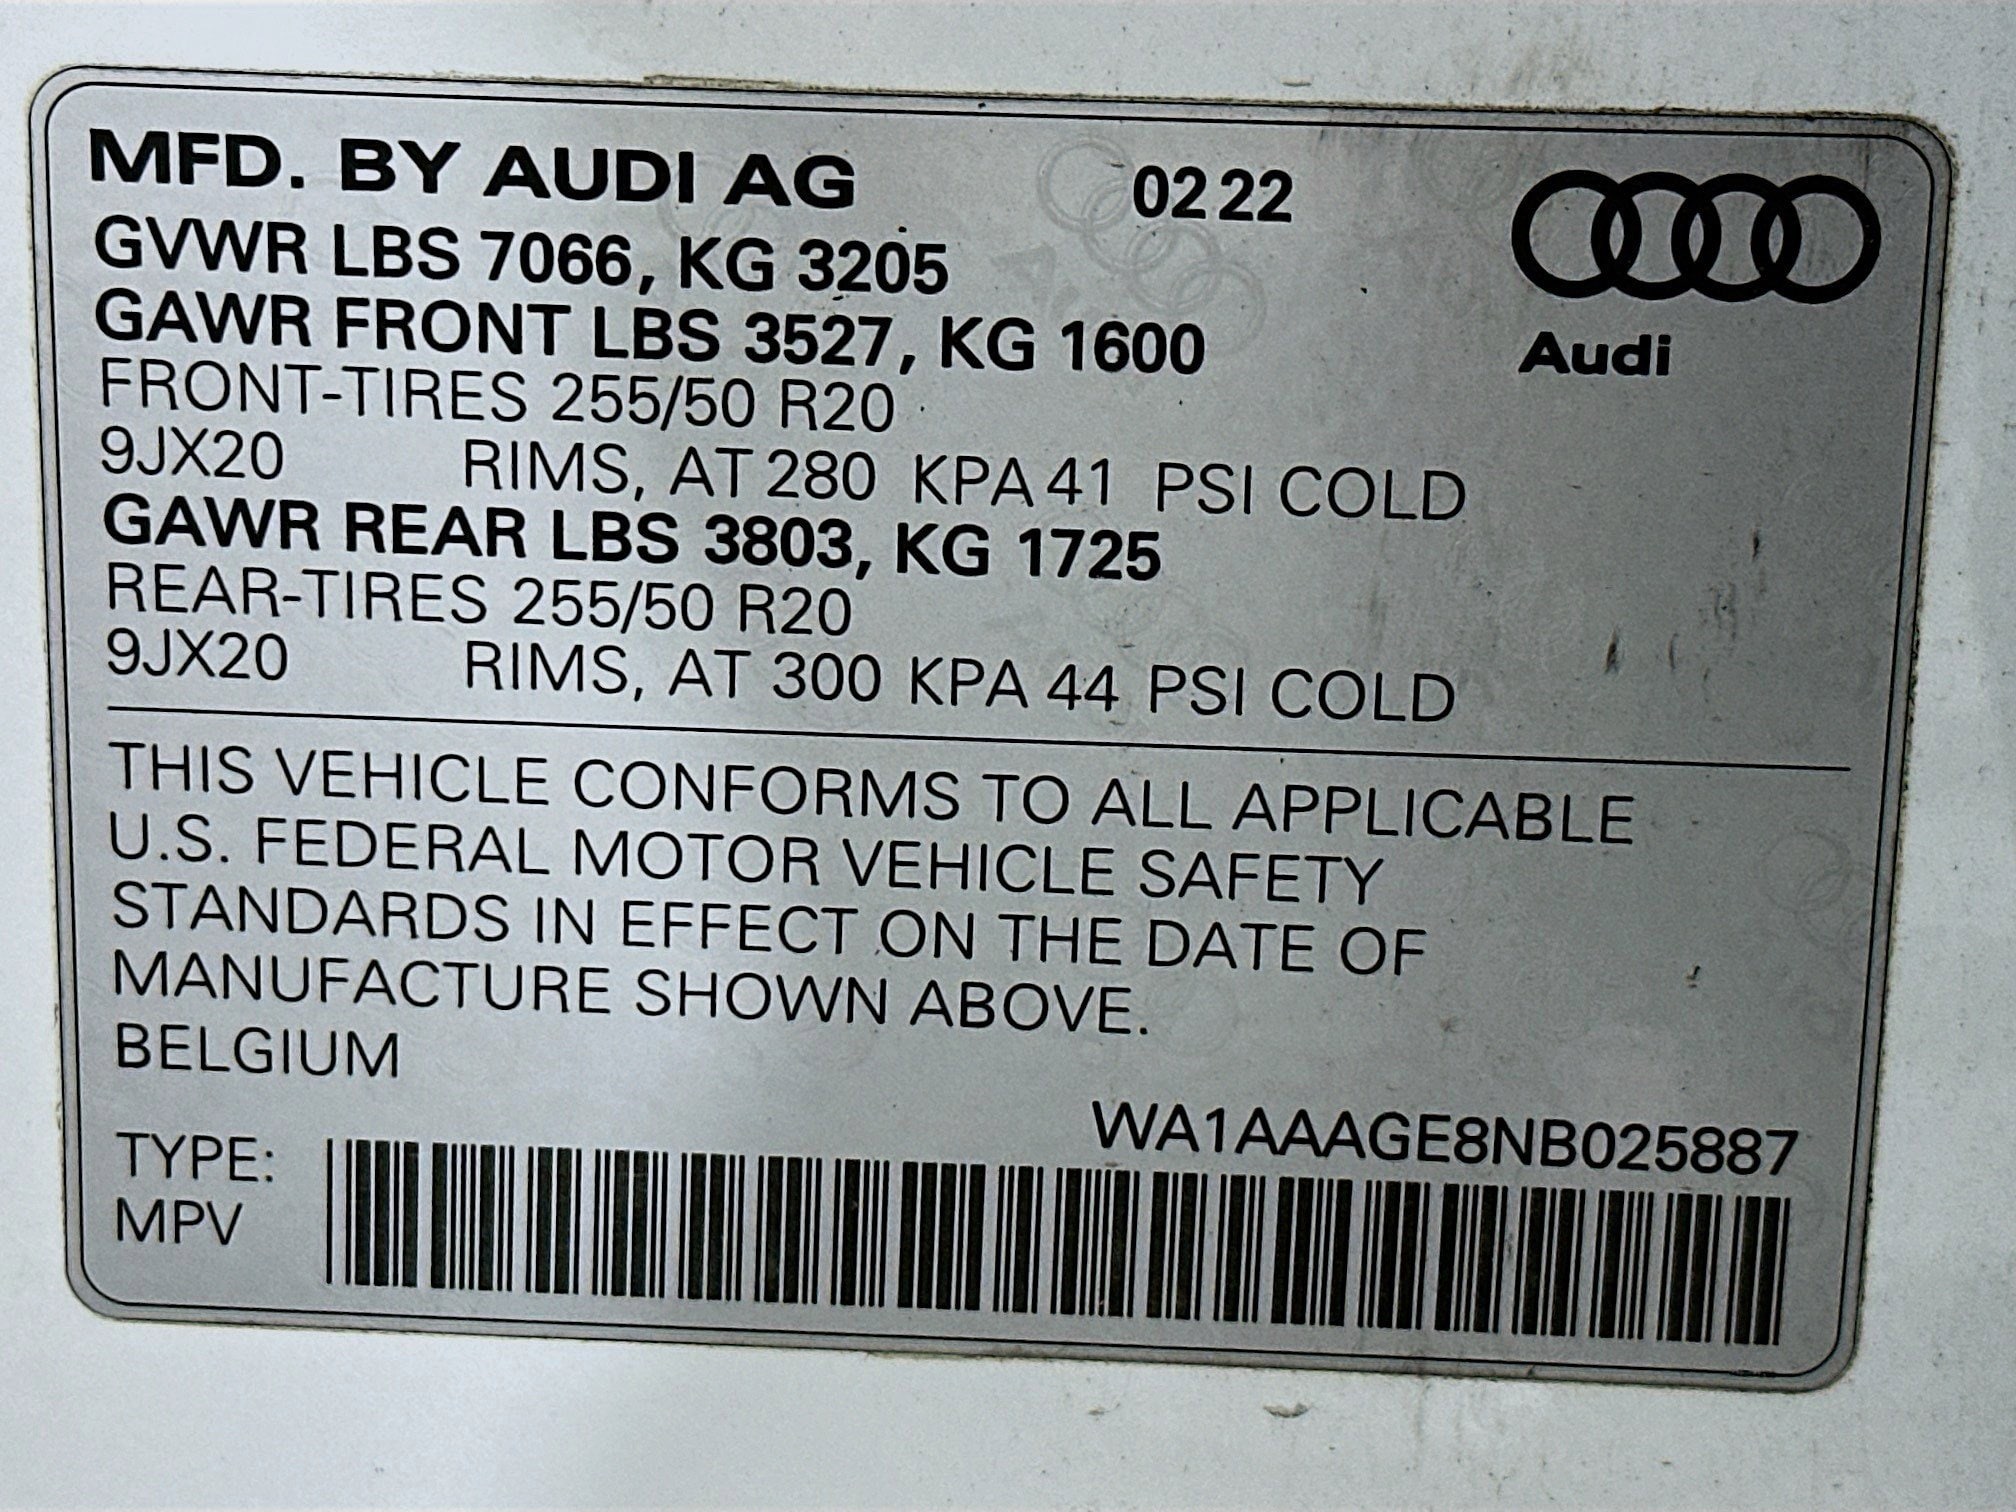 MFD. BY AUDI AG 02 22
GVWR LBS 7066, KG 3205
GAWR FRONT LBS 3527, KG 1600
Audi
FRONT-TIRES 255/50 R20
9JX20 RIMS, AT 280 KPA 41 PSI COLD
GAWR REAR LBS 3803, KG 1725
REAR-TIRES 255/50 R20
9JX20 RIMS, AT 300 KPA 44 PSI COLD
THIS VEHICLE CONFORMS TO ALL APPLICABLE
U.S. FEDERAL MOTOR VEHICLE SAFETY
STANDARDS IN EFFECT ON THE DATE OF
MANUFACTURE SHOWN ABOVE.
BELGIUM
WA1AAAGE8NB025887
TYPE:
MPV